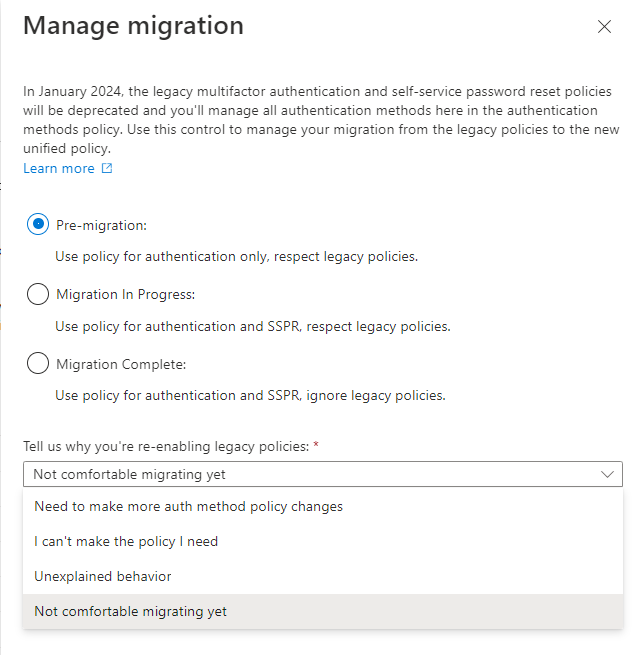 Manage migration
In January 2024, the legacy multifactor authentication and self-service password reset policies
will be deprecated and you'll manage all authentication methods here in the authentication
methods policy. Use this control to manage your migration from the legacy policies to the new
unified policy.
Learn more
Pre-migration:
Use policy for authentication only, respect legacy policies.
Migration In Progress:
Use policy for authentication and SSPR, respect legacy policies.
Migration Complete:
Use policy for authentication and SSPR, ignore legacy policies.
Tell us why you're re-enabling legacy policies: *
Not comfortable migrating yet
Need to make more auth method policy changes
I can't make the policy I need
Unexplained behavior
Not comfortable migrating yet